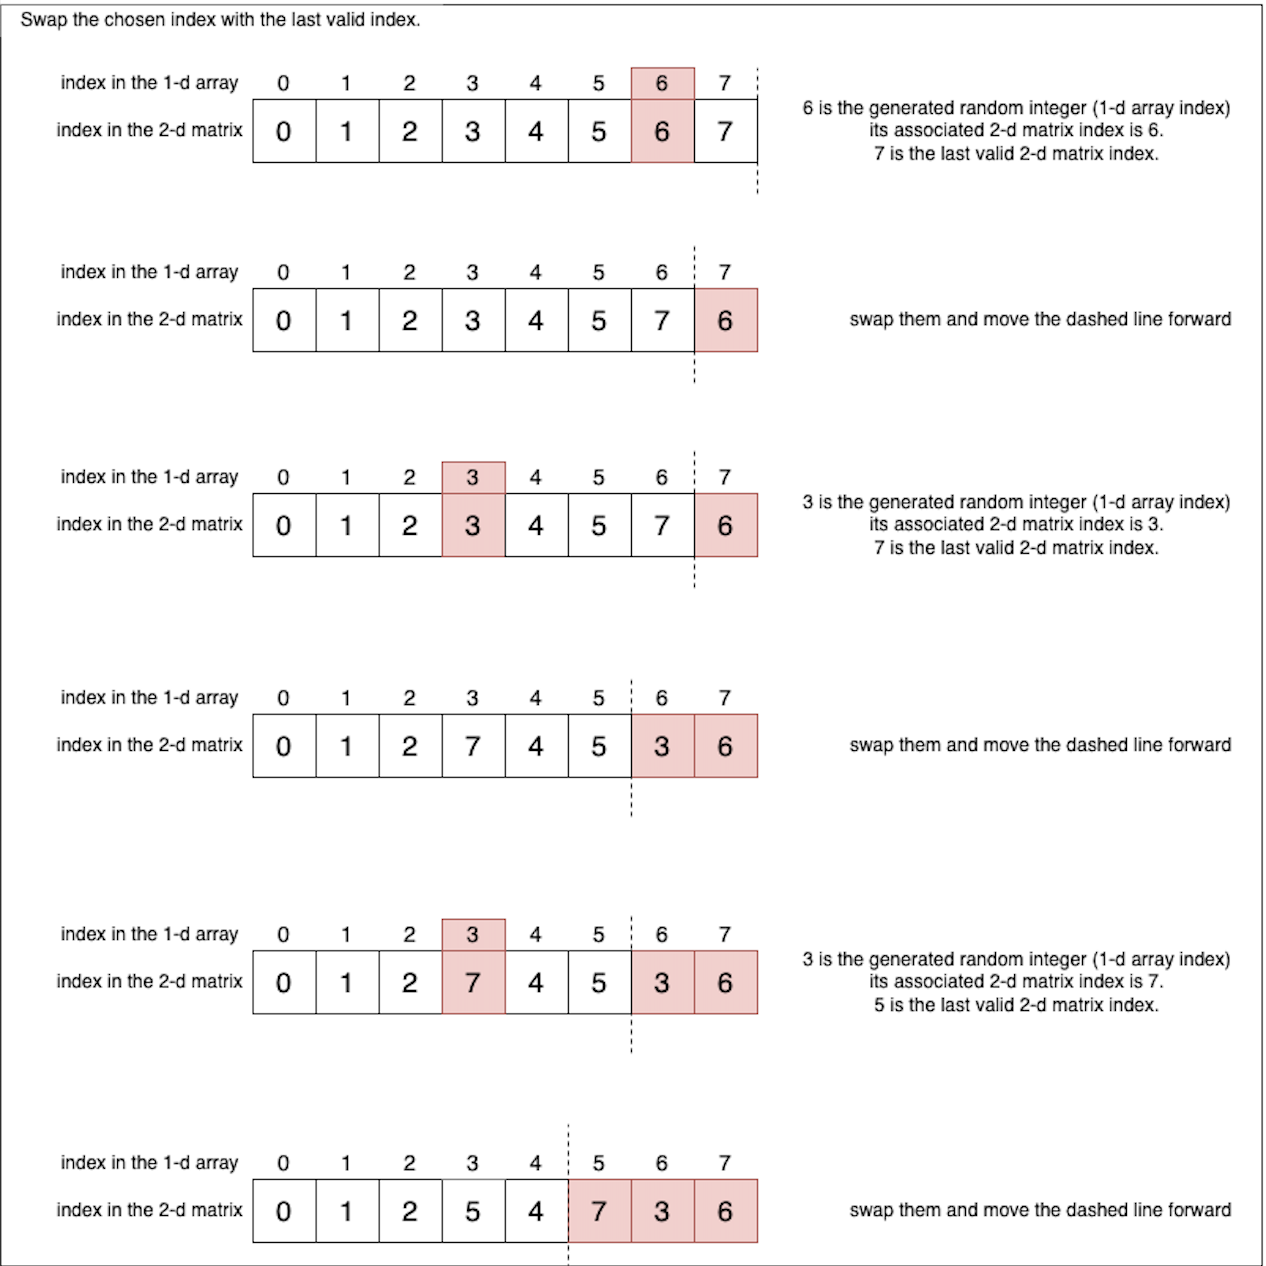 Swap the chosen index with the last valid index.
index in the 1-d array 0 1 2 3 4 5 6 7
index in the 2-d matrix 0 1 2 3 4 5 6 7
6 is the generated random integer (1-d array index)
its associated 2-d matrix index is 6.
7 is the last valid 2-d matrix index.
index in the 1-d array 0 1 2 3 4 5 6 7
index in the 2-d matrix 0 1 2 3 4 5 7 6
swap them and move the dashed line forward
index in the 1-d array 0 1 2 3 4 5 6 7
index in the 2-d matrix 0 1 2 3 4 5 7 6
3 is the generated random integer (1-d array index)
its associated 2-d matrix index is 3.
7 is the last valid 2-d matrix index.
index in the 1-d array 0 1 2 3 4 5 6 7
index in the 2-d matrix 0 1 2 7 4 5 3 6
swap them and move the dashed line forward
index in the 1-d array 0 1 2 3 4 5 6 7
index in the 2-d matrix 0 1 2 7 4 5 3 6
3 is the generated random integer (1-d array index)
its associated 2-d matrix index is 7.
5 is the last valid 2-d matrix index.
index in the 1-d array 0 1 2 3 4 5 6 7
index in the 2-d matrix 0 1 2 5 4 7 3 6
swap them and move the dashed line forward